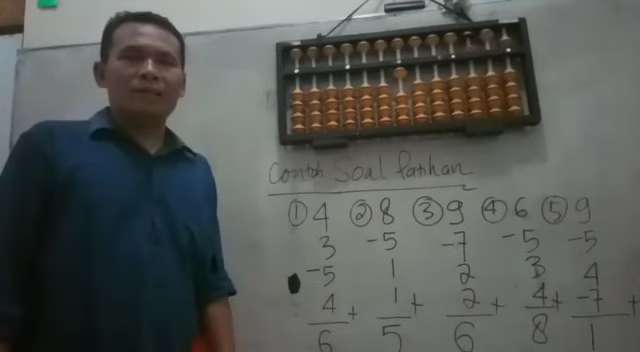 Contoh Soal Latihan
① 4 ② 8 ③ 9 ④ 6 ⑤ 9
3 -5 -7 -5 -5
-5 1 2 3 4
4 + 1 + 2 + 4 + -7 +
6 5 6 8 1